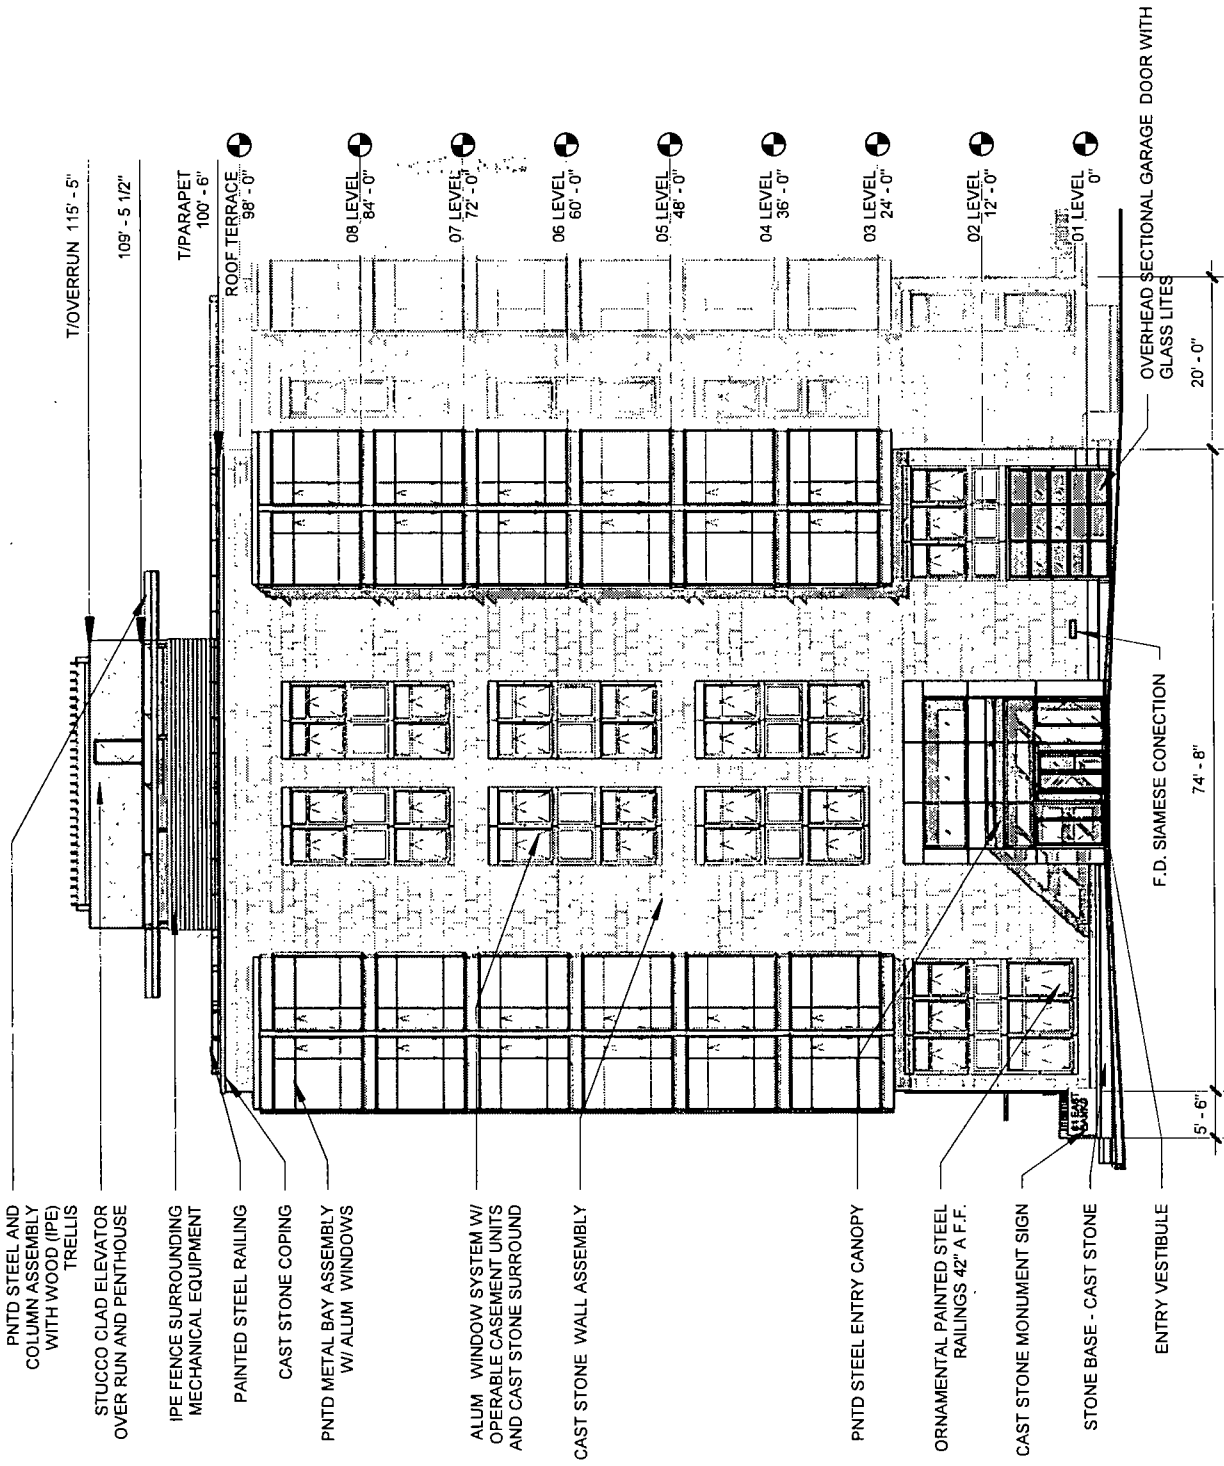 PNTD STEEL AND
COLUMN ASSEMBLY
WITH WOOD (IPE)
TRELLIS
STUCCO CLAD ELEVATOR
OVER RUN AND PENTHOUSE
IPE FENCE SURROUNDING
MECHANICAL EQUIPMENT
PAINTED STEEL RAILING
CAST STONE COPING
PNTD METAL BAY ASSEMBLY
W/ ALUM WINDOWS
ALUM WINDOW SYSTEM W/
OPERABLE CASEMENT UNITS
AND CAST STONE SURROUND
CAST STONE WALL ASSEMBLY
PNTD STEEL ENTRY CANOPY
ORNAMENTAL PAINTED STEEL
RAILINGS 42" A F.F.
CAST STONE MONUMENT SIGN
STONE BASE - CAST STONE
ENTRY VESTIBULE
T/OVERRUN 115' - 5"
109' - 5 1/2"
T/PARAPET
100' - 6"
ROOF TERRACE
98' - 0"
08 LEVEL
84' - 0"
07 LEVEL
72' - 0"
06 LEVEL
60' - 0"
05 LEVEL
48' - 0"
04 LEVEL
36' - 0"
03 LEVEL
24' - 0"
02 LEVEL
12' - 0"
01 LEVEL
0"
OVERHEAD SECTIONAL GARAGE DOOR WITH
GLASS LITES
F.D. SIAMESE CONECTION
5' - 6"
74' - 8"
20' - 0"